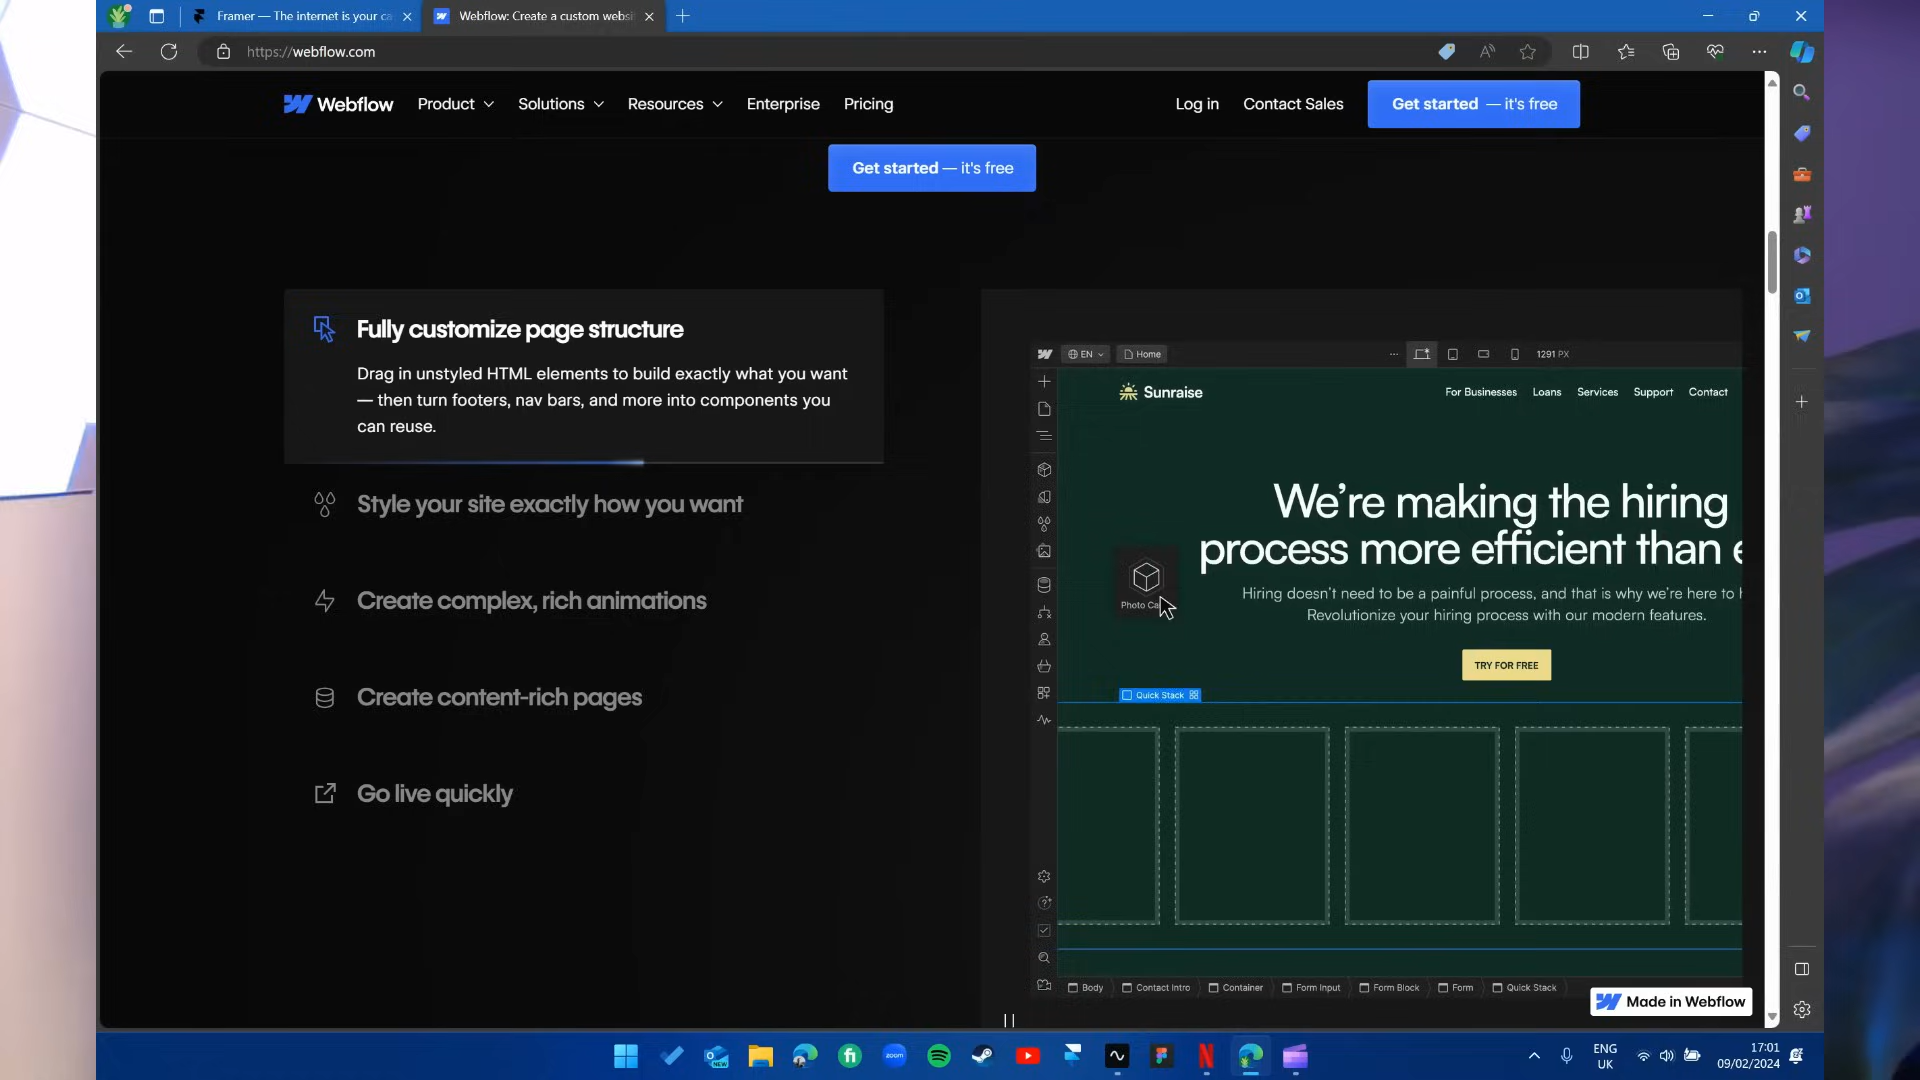 Framer — The internet is your ca
Webflow: Create a custom websi
https://webflow.com
Webflow
Product
Solutions
Resources
Enterprise
Pricing
Log in
Contact Sales
Get started — it's free
Get started — it's free
Fully customize page structure
Drag in unstyled HTML elements to build exactly what you want
— then turn footers, nav bars, and more into components you
can reuse.
Style your site exactly how you want
Create complex, rich animations
Create content-rich pages
Go live quickly
EN
Home
1291 PX
Sunraise
For Businesses
Loans
Services
Support
Contact
We're making the hiring
process more efficient than e
Hiring doesn't need to be a painful process, and that is why we're here to h
Revolutionize your hiring process with our modern features.
Photo Ca
TRY FOR FREE
Quick Stack
Body
Contact Intro
Container
Form Input
Form Block
Form
Quick Stack
Made in Webflow
zoom
NEW
ENG
UK
17:01
09/02/2024